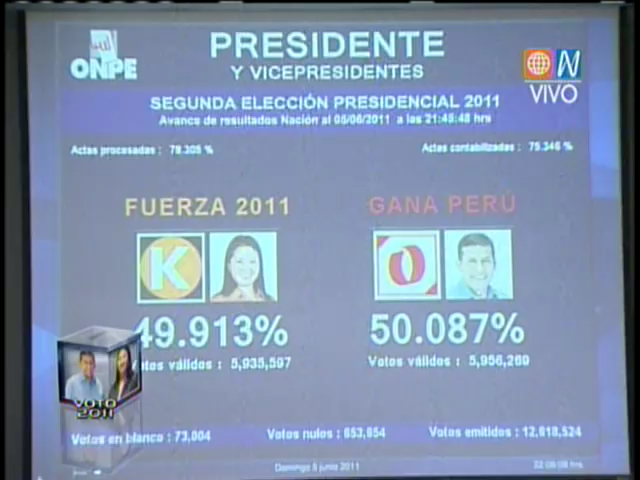 PRESIDENTE
Y VICEPRESIDENTES
ONPE
N
VIVO
SEGUNDA ELECCIÓN PRESIDENCIAL 2011
Avance de resultados Nación al 05/06/2011 a las 21:45:48 hrs
Actas procesadas : 78.305 %
Actas contabilizadas : 75.346 %
FUERZA 2011
GANA PERÚ
K
O
49.913%
50.087%
Votos válidos : 5,935,597
Votos válidos : 5,956,269
VOTO
2011
Votos en blanco : 73,004
Votos nulos : 653,654
Votos emitidos : 12,618,524
Domingo 5 junio 2011
22:08:08 hrs